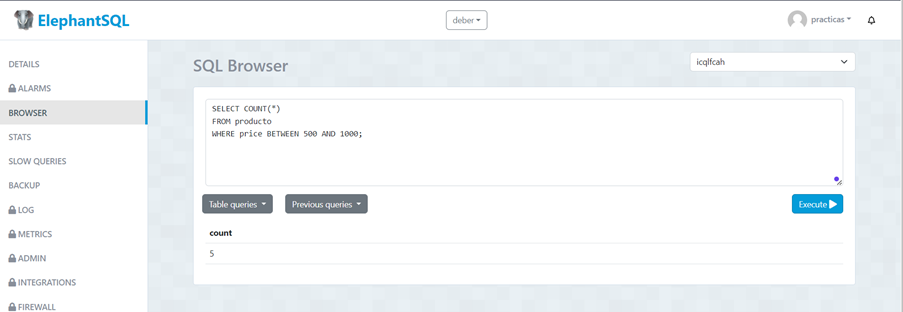 ElephantSQL
deber
practicas
DETAILS
ALARMS
BROWSER
STATS
SLOW QUERIES
BACKUP
LOG
METRICS
ADMIN
INTEGRATIONS
FIREWALL
SQL Browser
icqlfcah
SELECT COUNT(*)
FROM producto
WHERE price BETWEEN 500 AND 1000;
Table queries
Previous queries
Execute
count
5